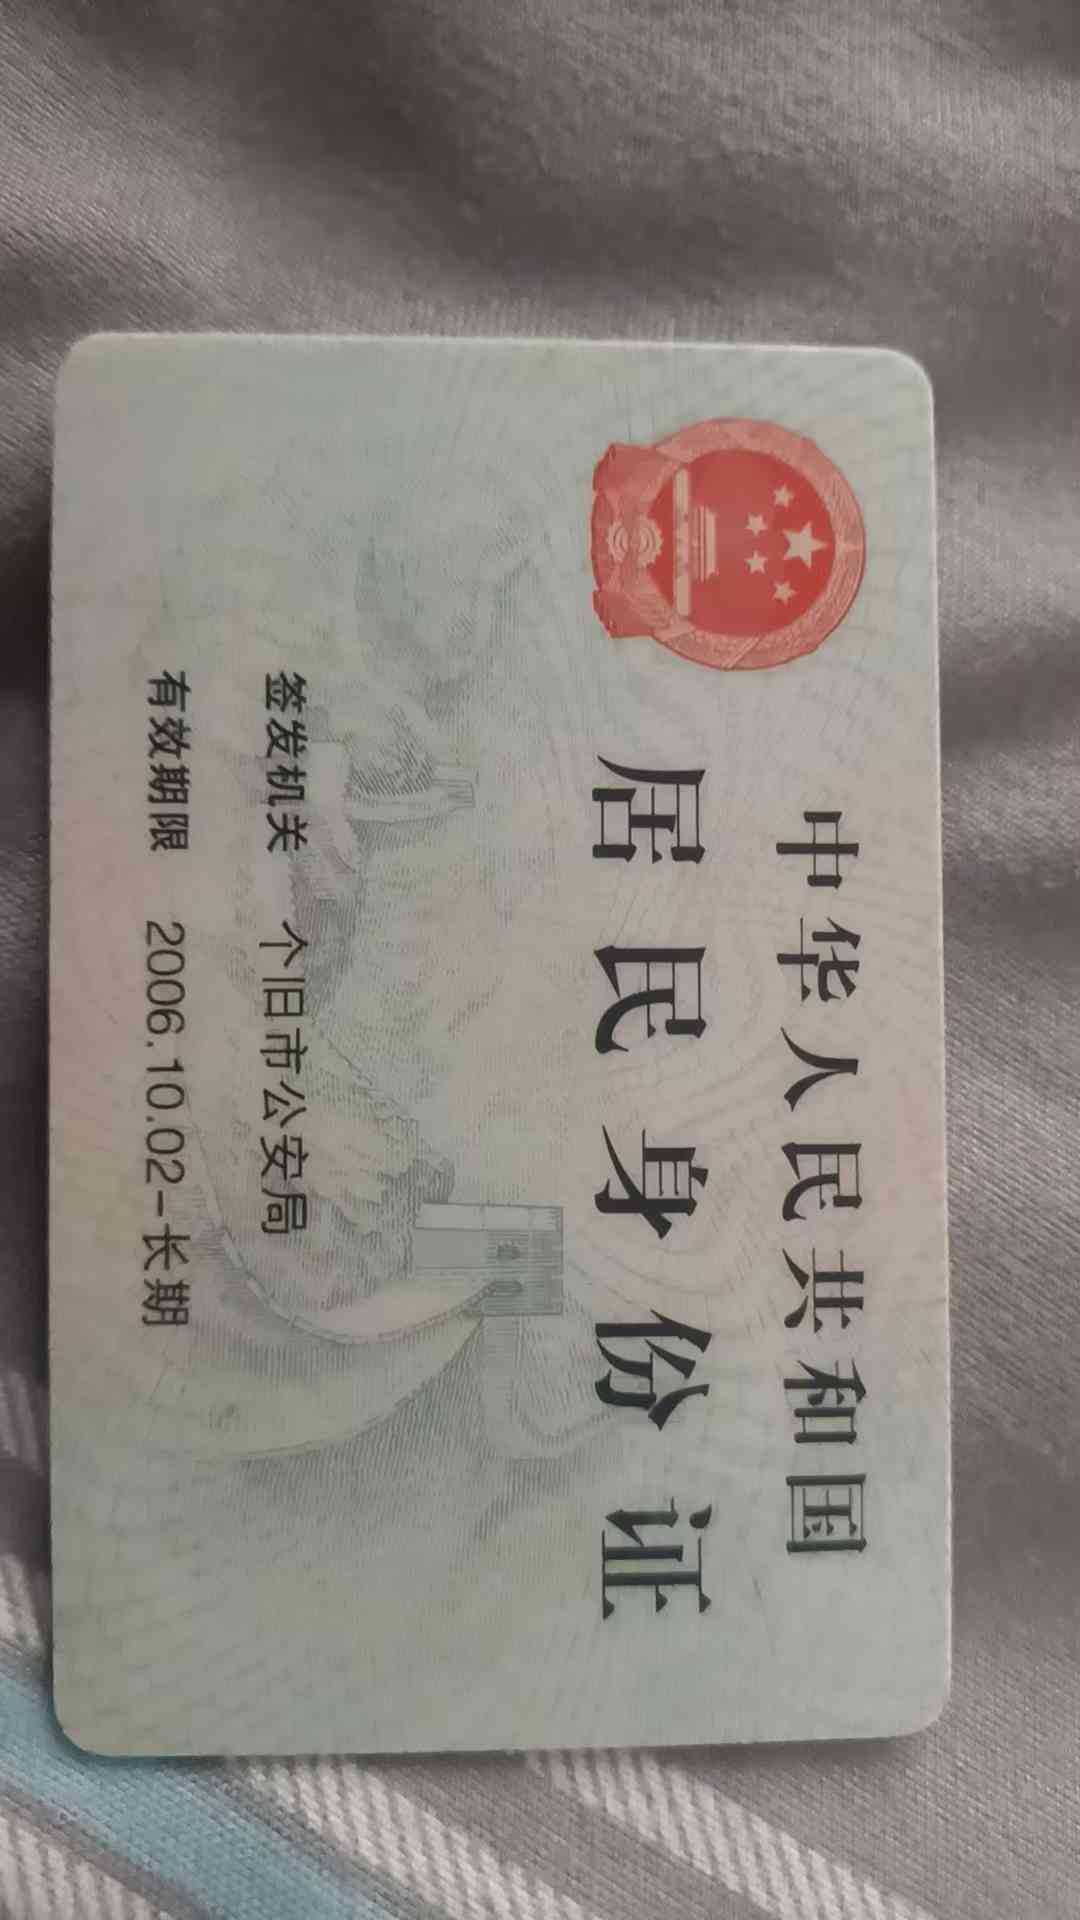 中华人民共和国
居民身份证
签发机关 个旧市公安局
有效期限 2006.10.02-长期